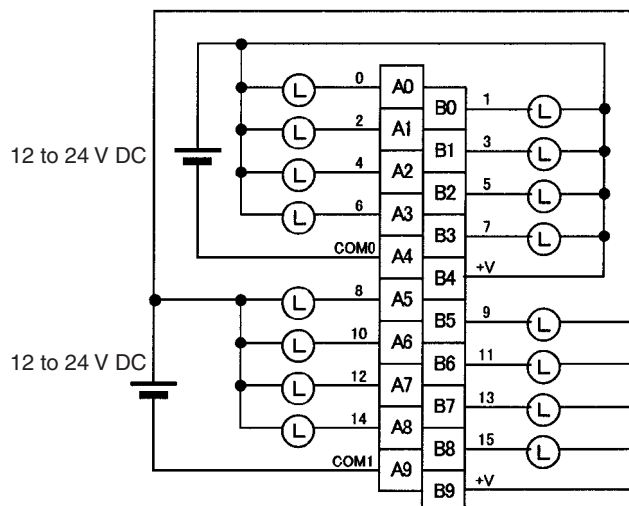 0 L A0
B0 1 L
2 L A1
B1 3 L
12 to 24 V DC
4 L A2
B2 5 L
6 L A3
B3 7 L
COM0 A4
B4 +V
8 L A5
B5 9 L
10 L A6
B6 11 L
12 to 24 V DC
12 L A7
B7 13 L
14 L A8
B8 15 L
COM1 A9
B9 +V